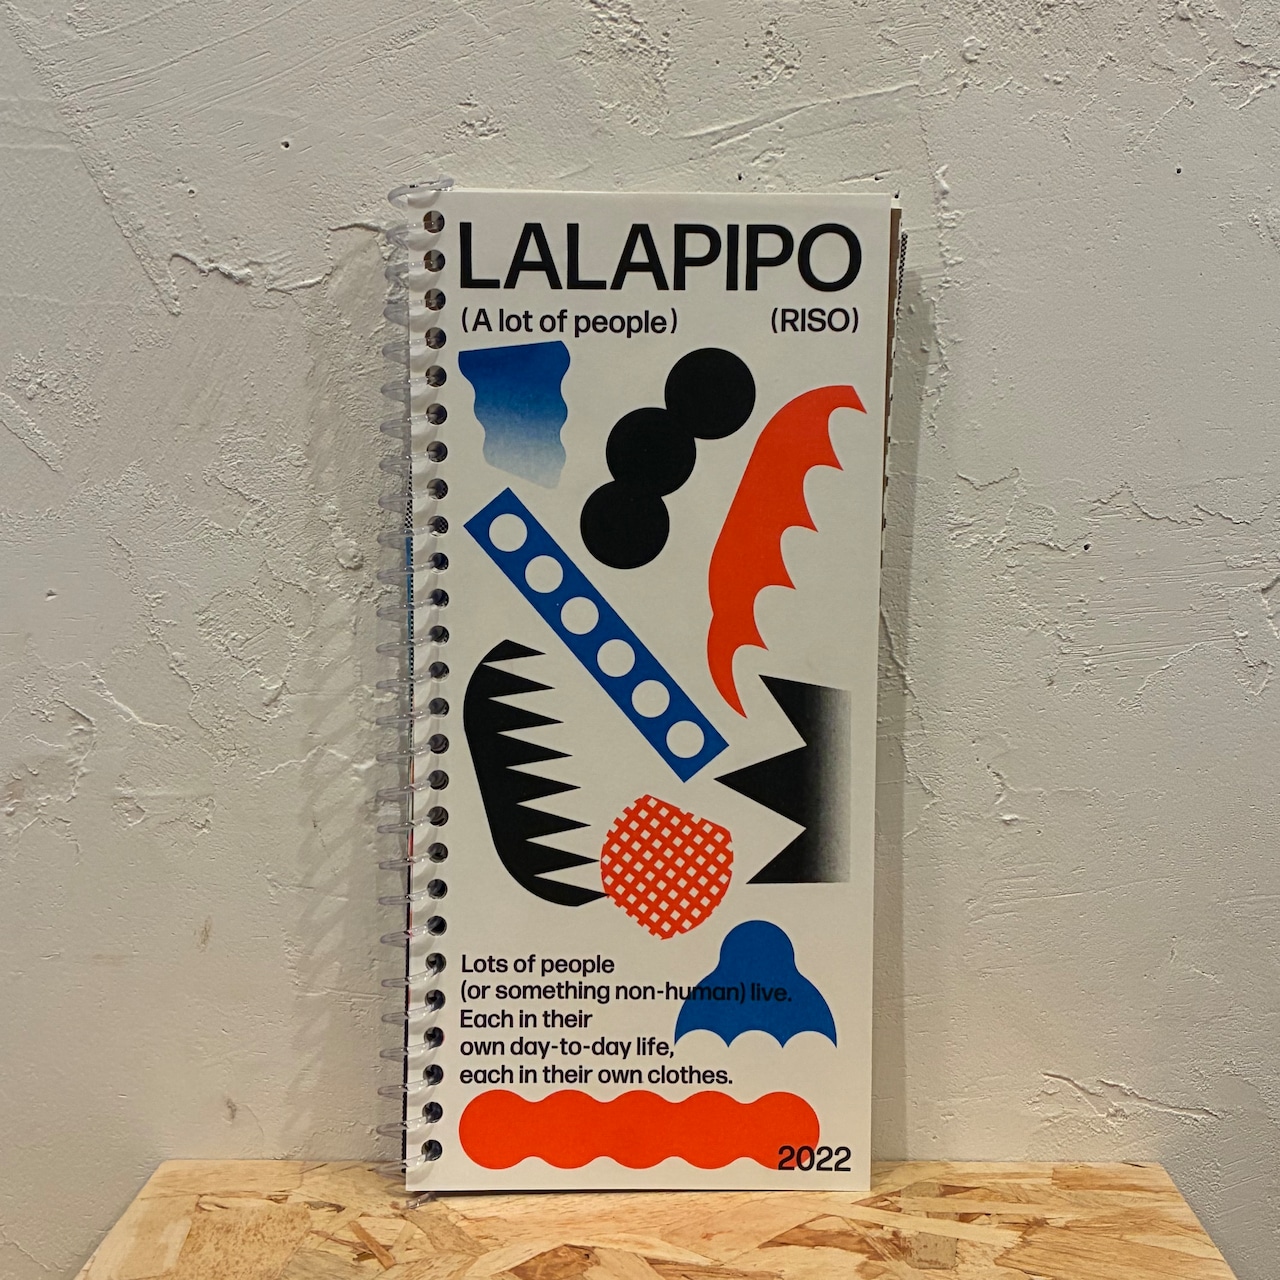 LALAPIPO
(A lot of people) (RISO)
Lots of people
(or something non-human) live.
Each in their
own day-to-day life,
each in their own clothes.
2022